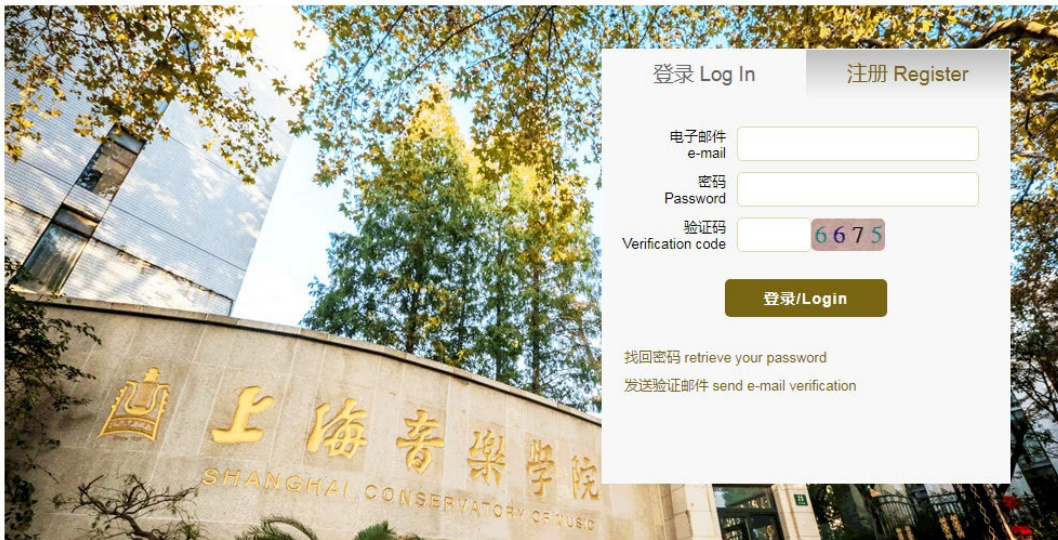 登录 Log In
注册 Register
电子邮件
e-mail
密码
Password
验证码
Verification code
6675
登录/Login
找回密码 retrieve your password
发送验证邮件 send e-mail verification
上海音樂学院
SHANGHAI CONSERVATORY OF MUSIC